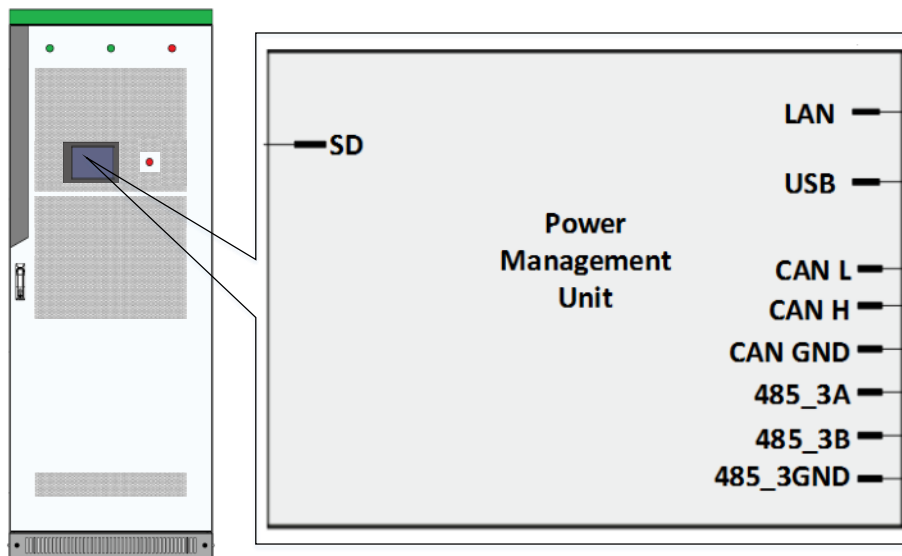 LAN
SD
USB
Power
Management
Unit
CAN L
CAN H
CAN GND
485_3A
485_3B
485_3GND